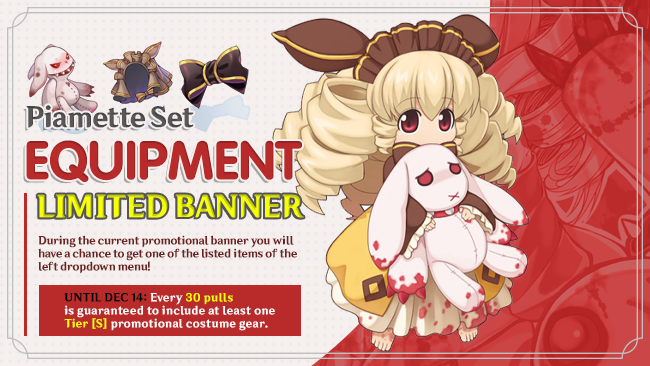 Piamette Set
EQUIPMENT
LIMITED BANNER
During the current promotional banner you will
have a chance to get one of the listed items of the
left dropdown menu!
UNTIL DEC 14: Every 30 pulls
is guaranteed to include at least one
Tier [S] promotional costume gear.